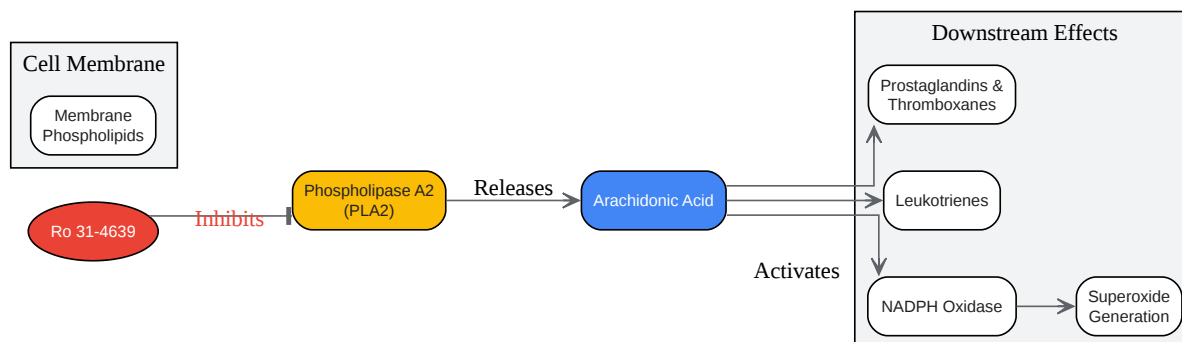 Cell Membrane
Membrane
Phospholipids
Ro 31-4639
Inhibits
Phospholipase A2
(PLA2)
Releases
Arachidonic Acid
Activates
Downstream Effects
Prostaglandins &
Thromboxanes
Leukotrienes
NADPH Oxidase
Superoxide
Generation